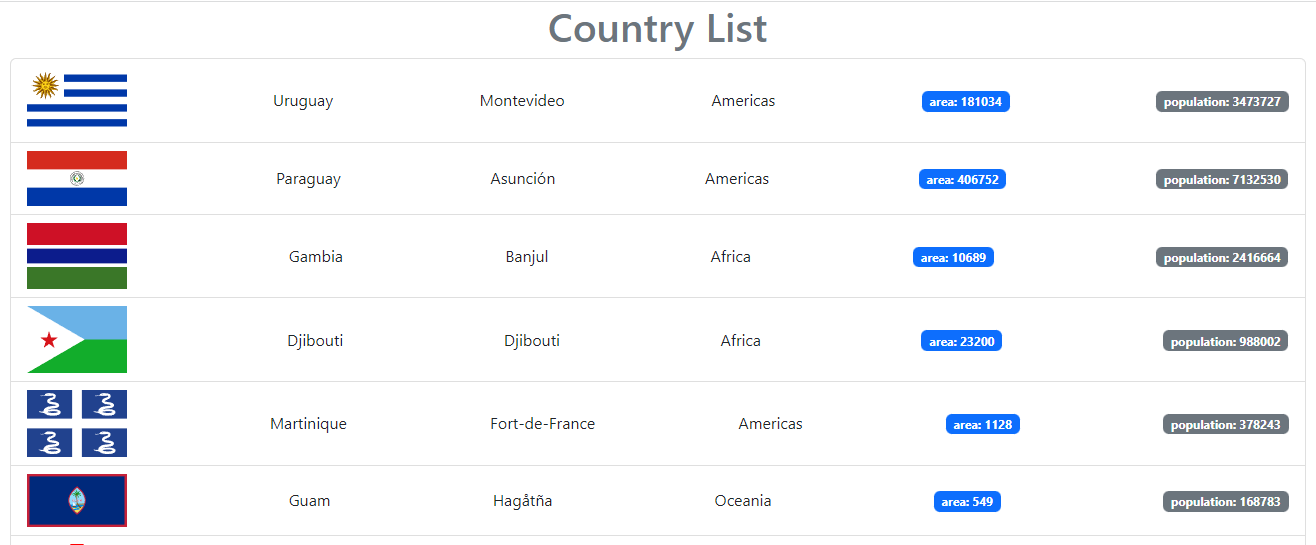 Country List
Uruguay Montevideo Americas area: 181034 population: 3473727
Paraguay Asunción Americas area: 406752 population: 7132530
Gambia Banjul Africa area: 10689 population: 2416664
Djibouti Djibouti Africa area: 23200 population: 988002
Martinique Fort-de-France Americas area: 1128 population: 378243
Guam Hagåtña Oceania area: 549 population: 168783